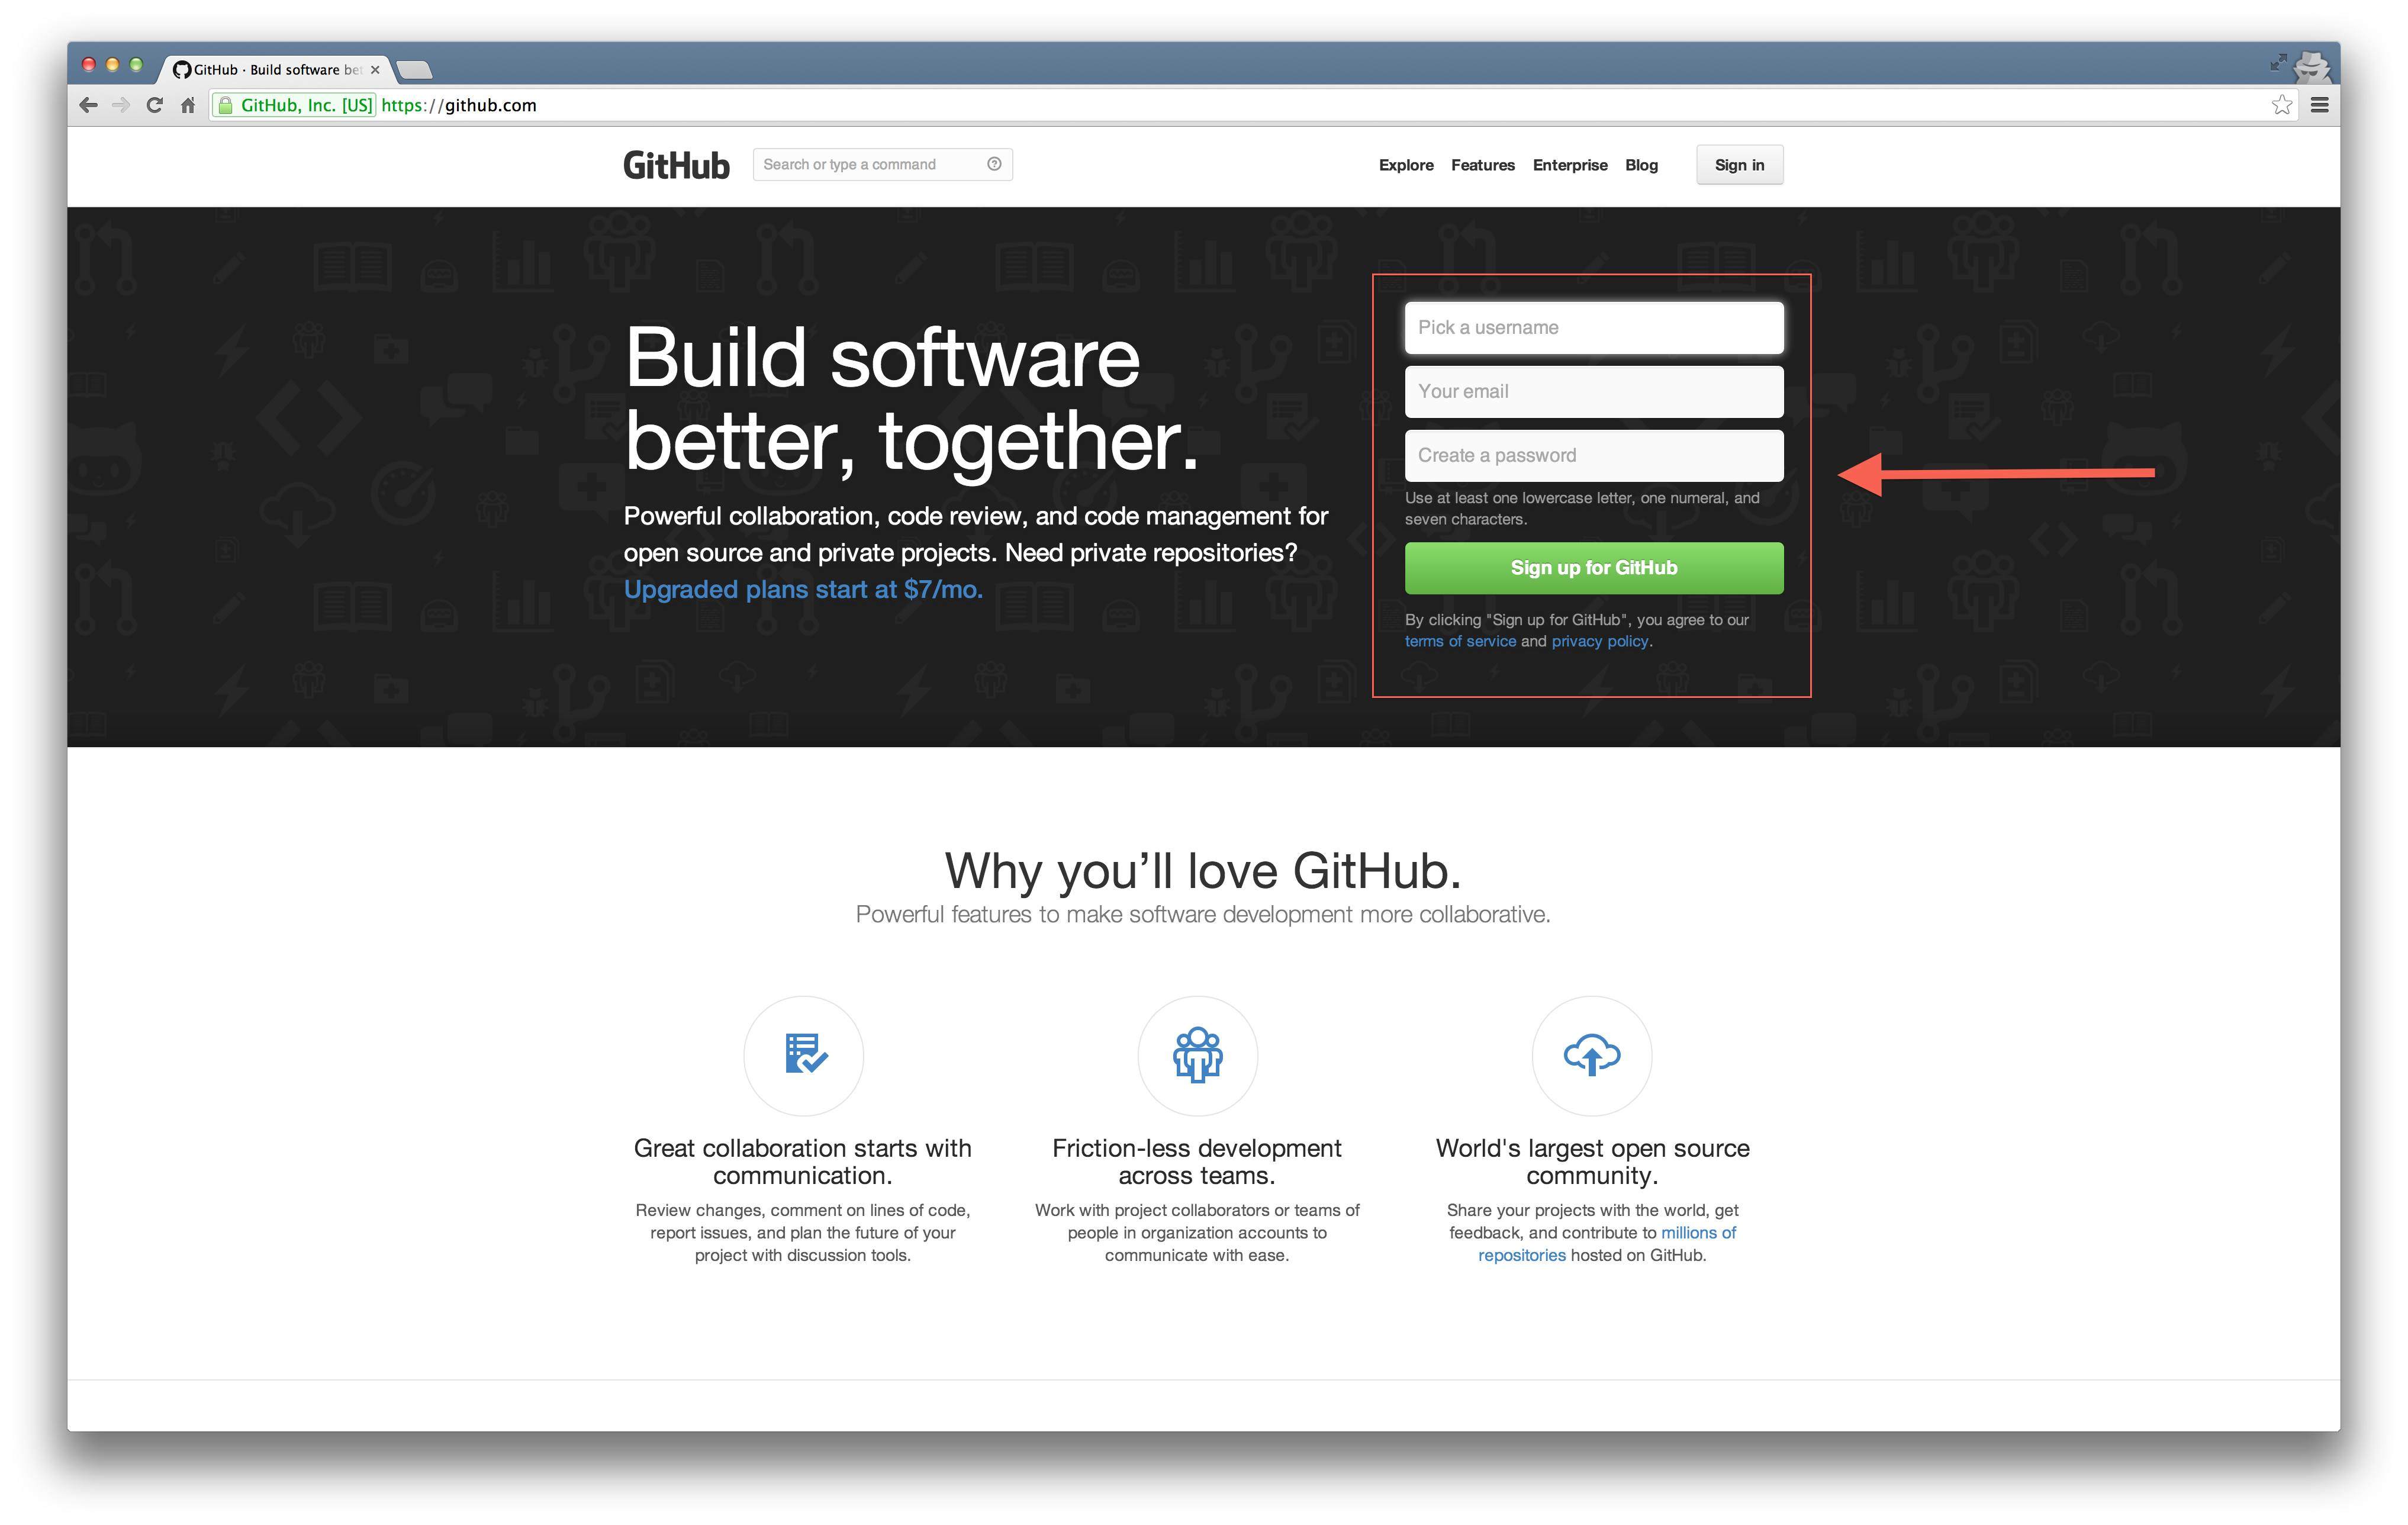 GitHub · Build software bet
GitHub, Inc. [US] https://github.com
GitHub
Search or type a command
Explore Features Enterprise Blog Sign in
Build software
better, together.
Powerful collaboration, code review, and code management for
open source and private projects. Need private repositories?
Upgraded plans start at $7/mo.
Pick a username
Your email
Create a password
Use at least one lowercase letter, one numeral, and
seven characters.
Sign up for GitHub
By clicking "Sign up for GitHub", you agree to our
terms of service and privacy policy.
Why you’ll love GitHub.
Powerful features to make software development more collaborative.
Great collaboration starts with
communication.
Review changes, comment on lines of code,
report issues, and plan the future of your
project with discussion tools.
Friction-less development
across teams.
Work with project collaborators or teams of
people in organization accounts to
communicate with ease.
World's largest open source
community.
Share your projects with the world, get
feedback, and contribute to millions of
repositories hosted on GitHub.